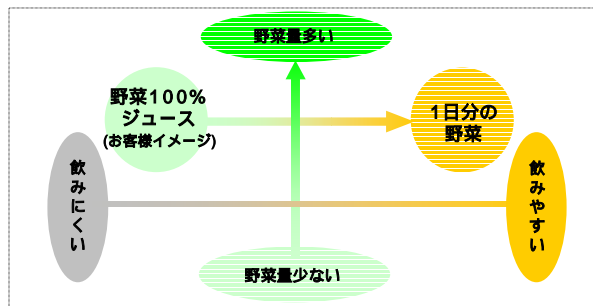 野菜量多い
野菜100%
ジュース
(お客様イメージ)
1日分の
野菜
飲みにくい
飲みやすい
野菜量少ない